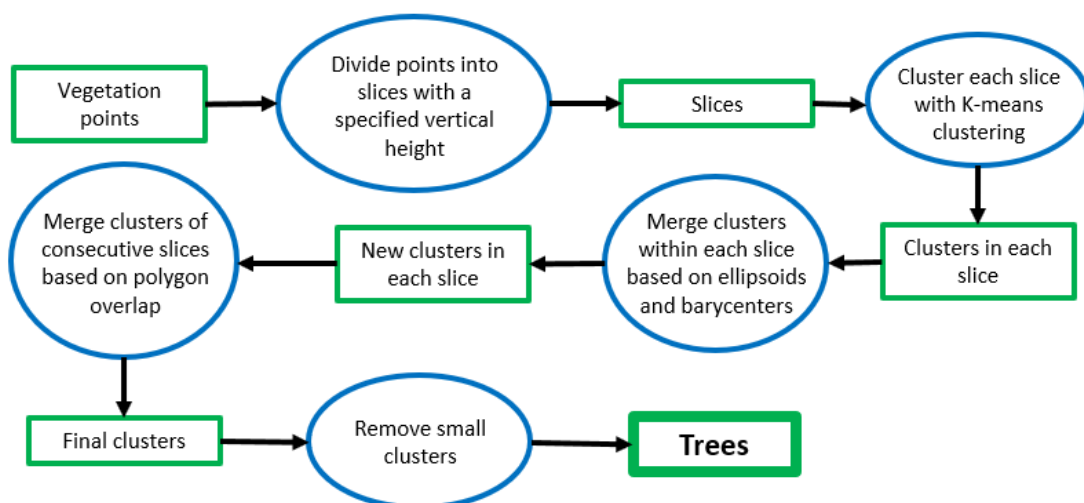 Vegetation
points
Divide points into
slices with a
specified vertical
height
Slices
Cluster each slice
with K-means
clustering
Clusters in each
slice
Merge clusters
within each slice
based on ellipsoids
and barycenters
New clusters in
each slice
Merge clusters of
consecutive slices
based on polygon
overlap
Final clusters
Remove small
clusters
Trees